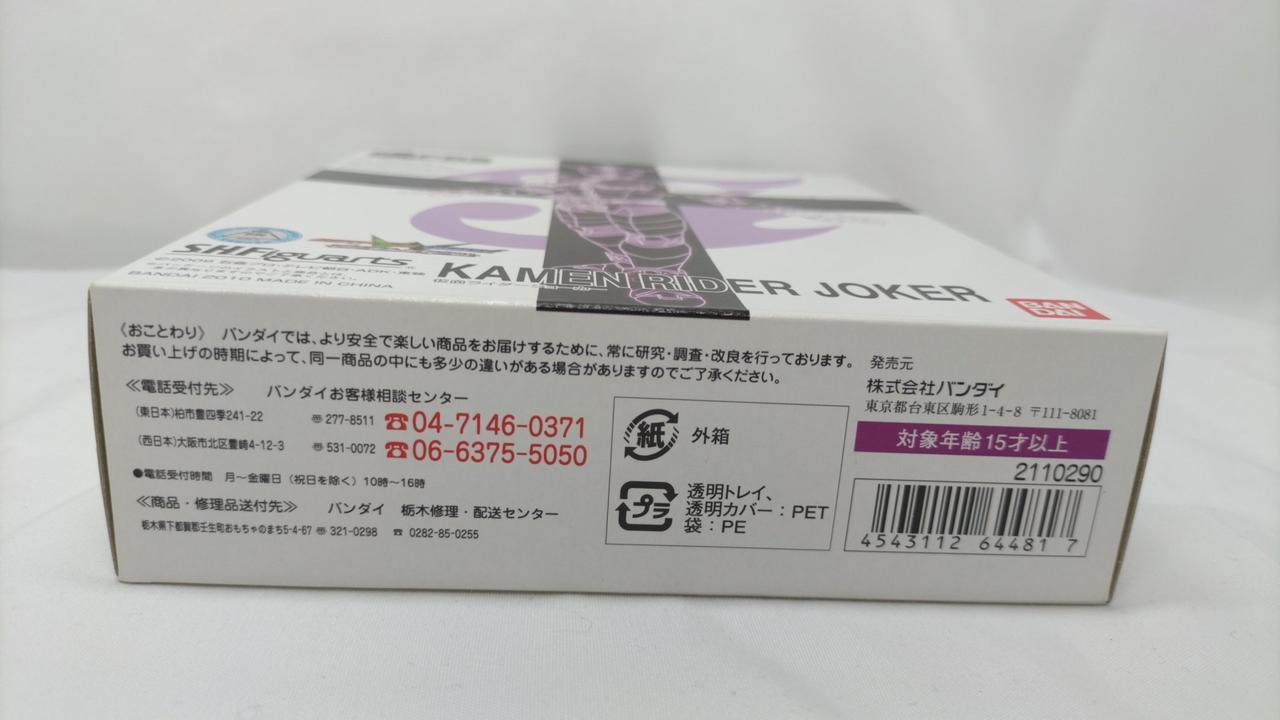 S.H.Figuarts
KAMEN RIDER JOKER
BANDAI 2010 MADE IN CHINA
BAN
DAI
《おことわり》 バンダイでは、より安全で楽しい商品をお届けするために、常に研究・調査・改良を行っております。
お買い上げの時期によって、同一商品の中にも多少の違いがある場合がありますのでご了承ください。
≪電話受付先≫ バンダイお客様相談センター
(東日本)柏市豊四季241-22 〠277-8511 ☎04-7146-0371
(西日本)大阪市北区豊崎4-12-3 〠531-0072 ☎06-6375-5050
●電話受付時間 月～金曜日(祝日を除く)10時～16時
≪商品・修理品送付先≫ バンダイ 栃木修理・配送センター
栃木県下都賀郡壬生町おもちゃのまち5-4-67 〠321-0298 ☎0282-85-0255
紙 外箱
プラ 透明トレイ、
透明カバー：PET
袋：PE
発売元
株式会社バンダイ
東京都台東区駒形1-4-8 〒111-8081
対象年齢15才以上
2110290
4543112 64481 7